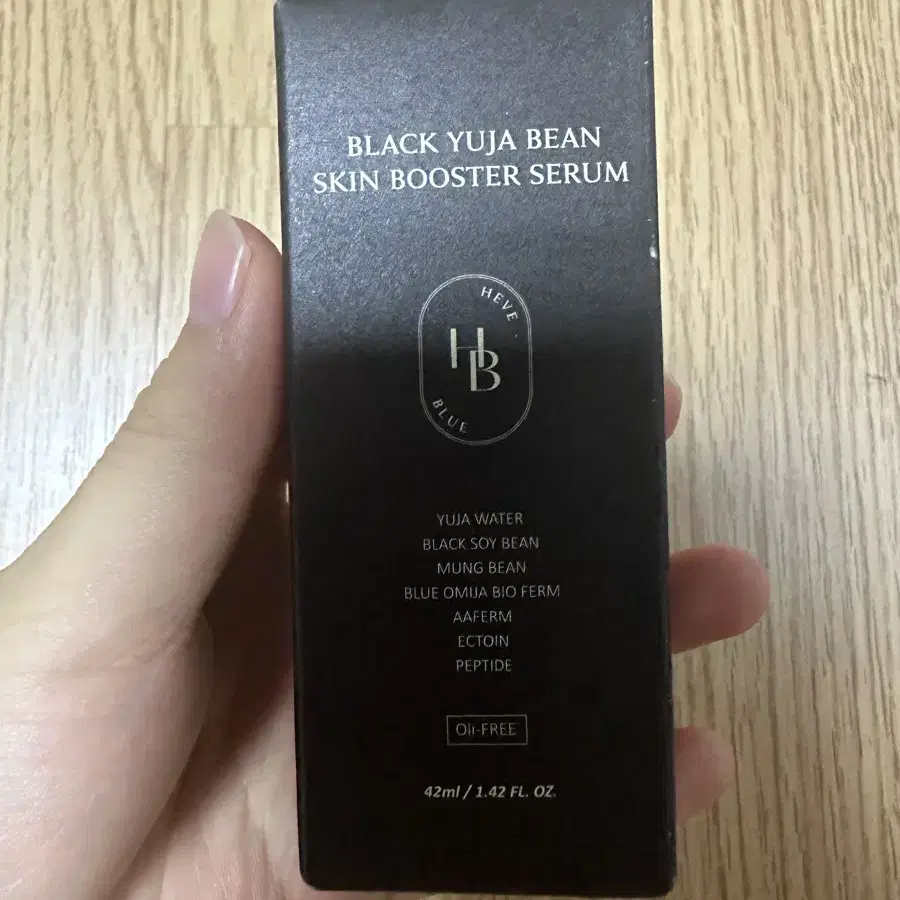 BLACK YUJA BEAN
SKIN BOOSTER SERUM
HEVE
HB
BLUE
YUJA WATER
BLACK SOY BEAN
MUNG BEAN
BLUE OMIJA BIO FERM
AAFERM
ECTOIN
PEPTIDE
Oli-FREE
42ml / 1.42 FL. OZ.